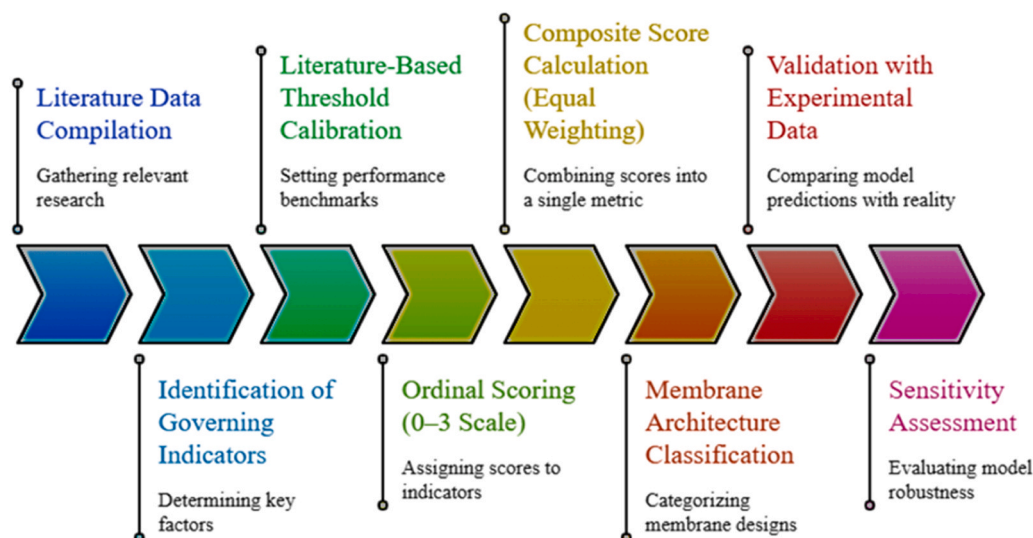 Literature Data
Compilation
Gathering relevant
research
Identification of
Governing
Indicators
Determining key
factors
Literature-Based
Threshold
Calibration
Setting performance
benchmarks
Ordinal Scoring
(0–3 Scale)
Assigning scores to
indicators
Composite Score
Calculation
(Equal
Weighting)
Combining scores into
a single metric
Membrane
Architecture
Classification
Categorizing
membrane designs
Validation with
Experimental
Data
Comparing model
predictions with reality
Sensitivity
Assessment
Evaluating model
robustness